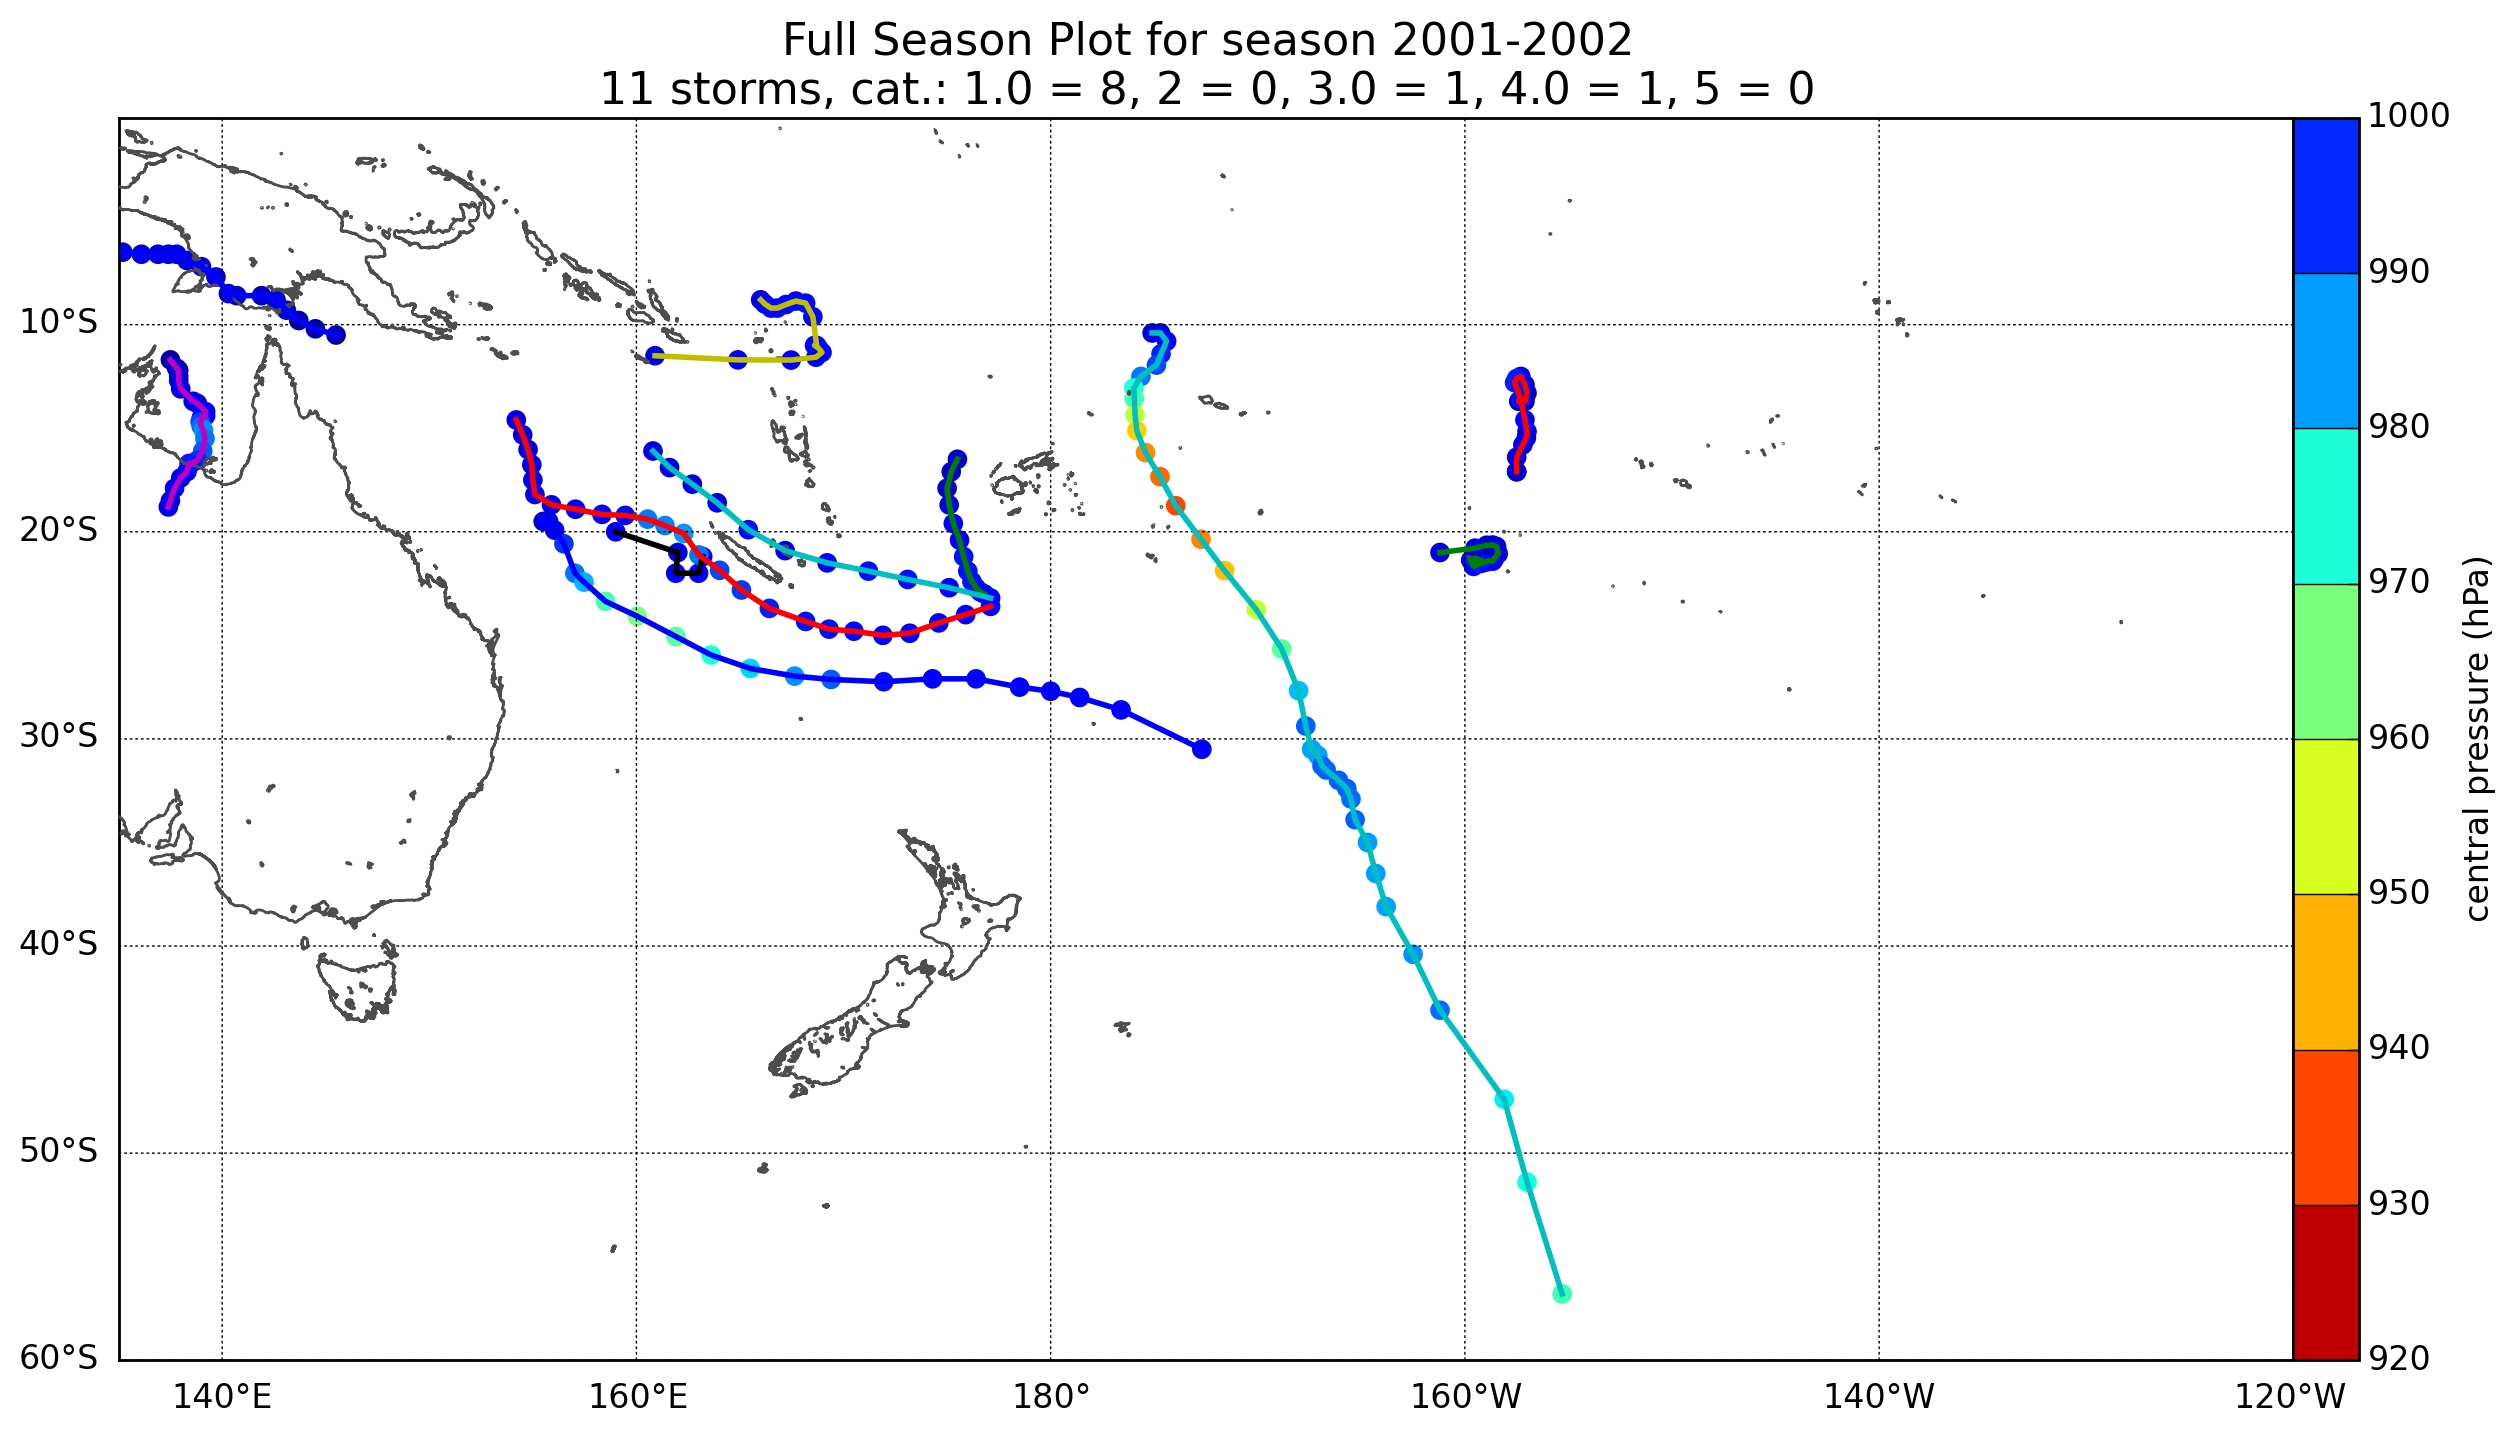 Full Season Plot for season 2001-2002
11 storms, cat.: 1.0 = 8, 2 = 0, 3.0 = 1, 4.0 = 1, 5 = 0
10°S
20°S
30°S
40°S
50°S
60°S
140°E
160°E
180°
160°W
140°W
120°W
1000
990
980
970
960
950
940
930
920
central pressure (hPa)